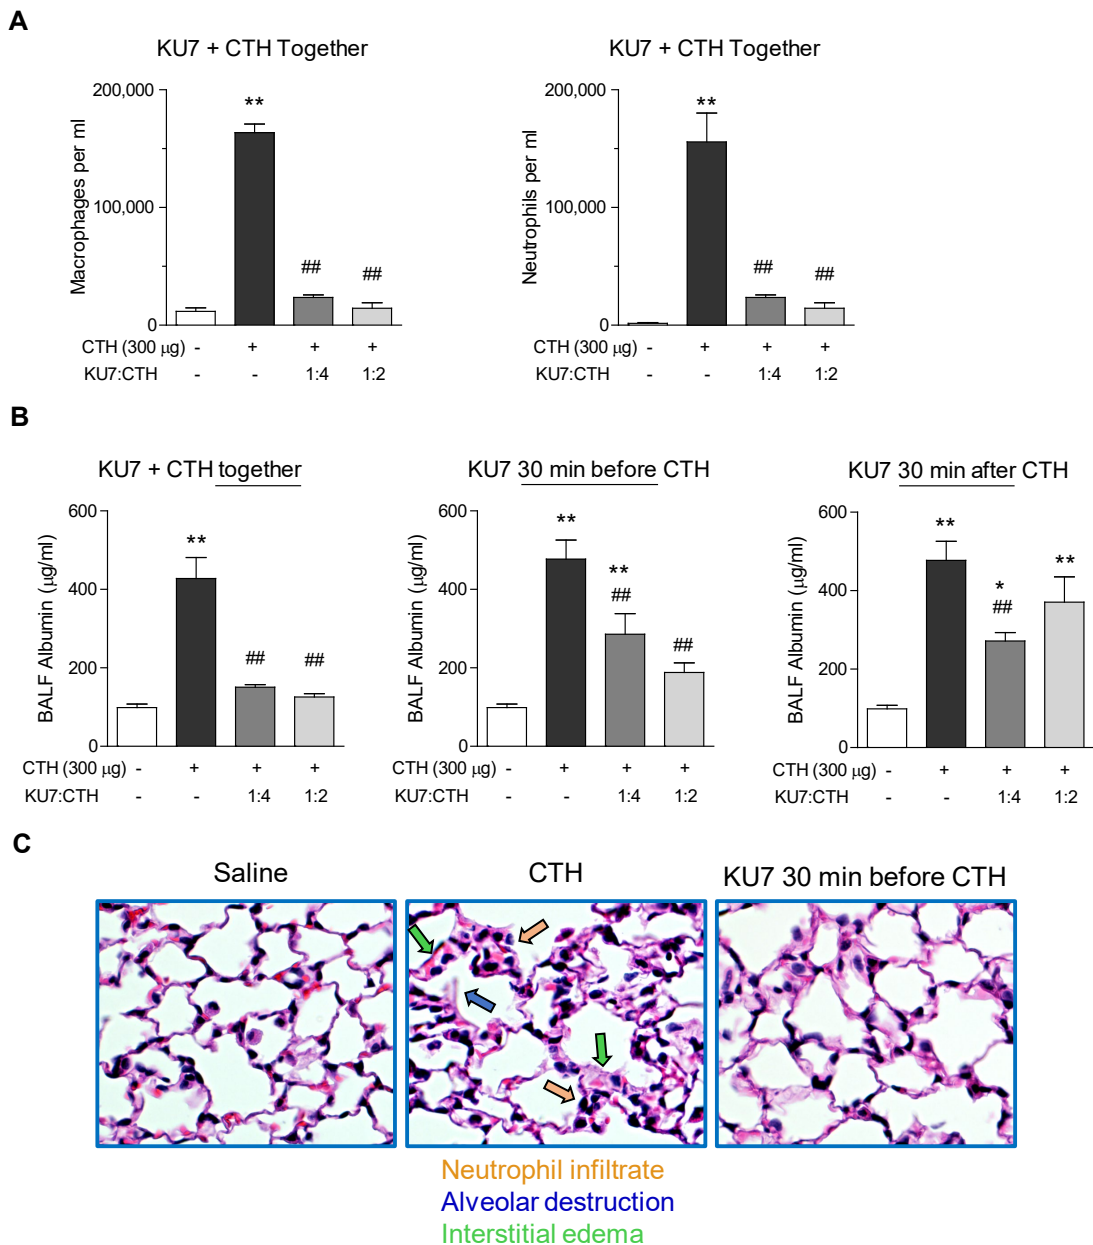 A
KU7 + CTH Together
KU7 + CTH Together
200,000
100,000
0
Macrophages per ml
**
##
##
CTH (300 µg) - + + +
KU7:CTH - - 1:4 1:2
200,000
100,000
0
Neutrophils per ml
**
##
##
- + + +
KU7:CTH - - 1:4 1:2
B
KU7 + CTH together
KU7 30 min before CTH
KU7 30 min after CTH
600
400
200
0
BALF Albumin (µg/ml)
**
##
##
CTH (300 µg) - + + +
KU7:CTH - - 1:4 1:2
600
400
200
0
BALF Albumin (µg/ml)
**
**
##
##
CTH (300 µg) - + + +
KU7:CTH - - 1:4 1:2
600
400
200
0
BALF Albumin (µg/ml)
**
*
##
**
CTH (300 µg) - + + +
KU7:CTH - - 1:4 1:2
C
Saline
CTH
KU7 30 min before CTH
Neutrophil infiltrate
Alveolar destruction
Interstitial edema